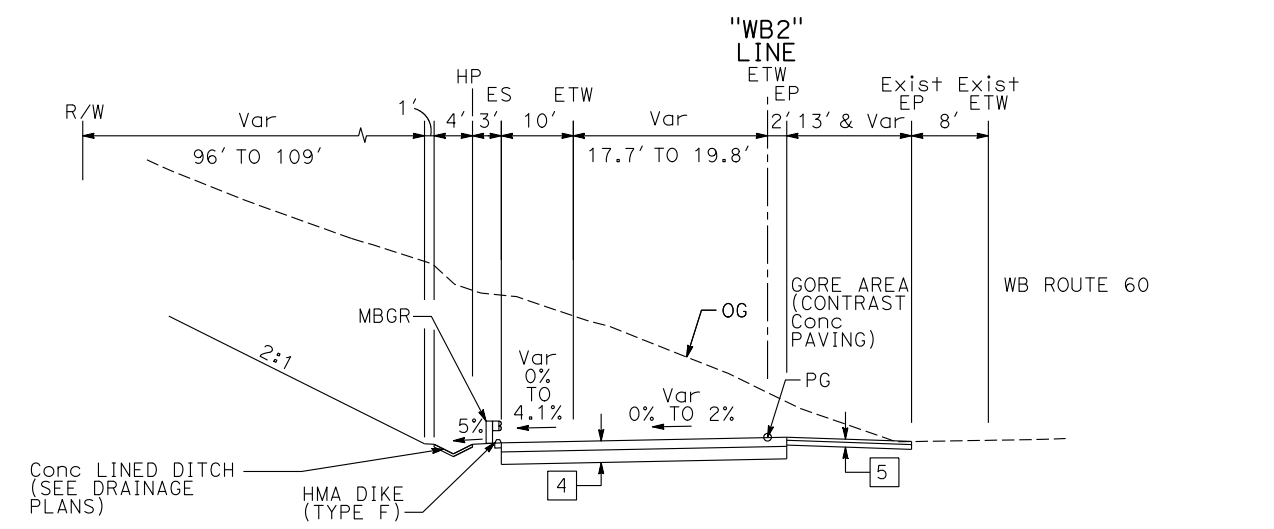 "WB2"
LINE
ETW
EP
HP
ES
ETW
Exist
EP
Exist
ETW
R/W
Var
1'
4'
3'
10'
Var
2'
13' & Var
8'
96' TO 109'
17.7' TO 19.8'
GORE AREA
(CONTRAST
Conc
PAVING)
WB ROUTE 60
OG
MBGR
2:1
Var
0%
TO
4.1%
Var
0% TO 2%
PG
5%
Conc LINED DITCH
(SEE DRAINAGE
PLANS)
HMA DIKE
(TYPE F)
4
5